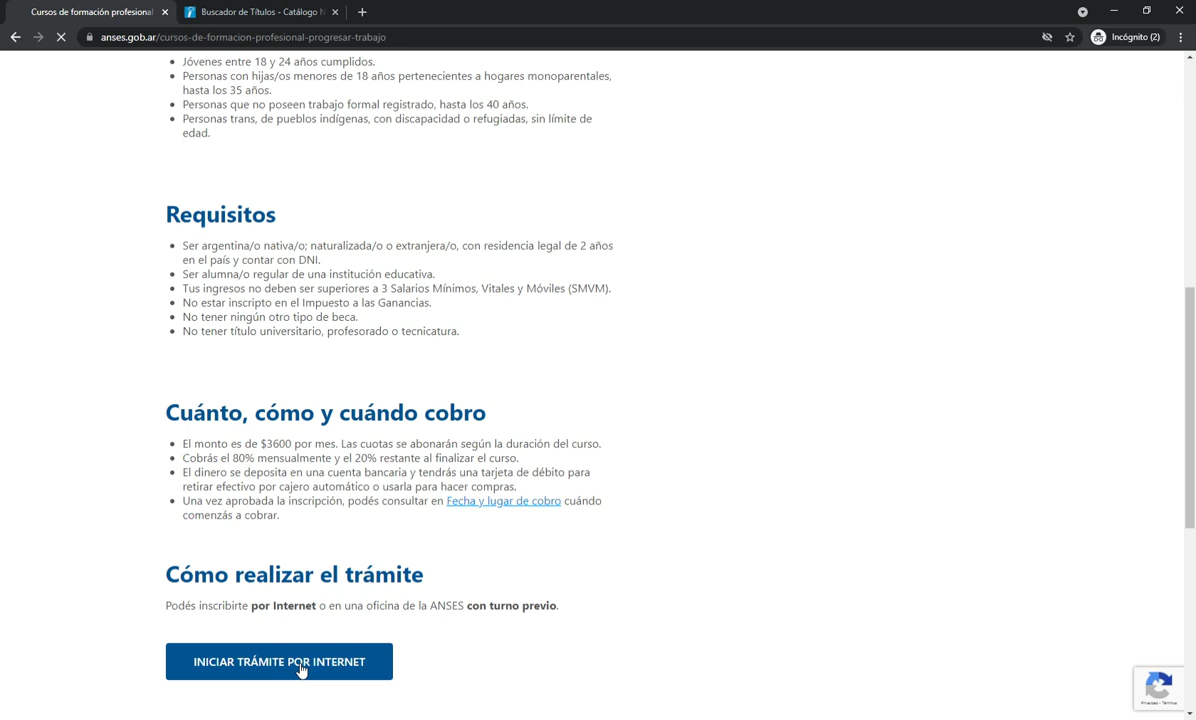 Cursos de formación profesional
Buscador de Títulos - Catálogo N
anses.gob.ar/cursos-de-formacion-profesional-progresar-trabajo
Incógnito (2)
Jóvenes entre 18 y 24 años cumplidos.
Personas con hijas/os menores de 18 años pertenecientes a hogares monoparentales,
hasta los 35 años.
Personas que no poseen trabajo formal registrado, hasta los 40 años.
Personas trans, de pueblos indígenas, con discapacidad o refugiadas, sin límite de
edad.
Requisitos
Ser argentina/o nativa/o; naturalizada/o o extranjera/o, con residencia legal de 2 años
en el país y contar con DNI.
Ser alumna/o regular de una institución educativa.
Tus ingresos no deben ser superiores a 3 Salarios Mínimos, Vitales y Móviles (SMVM).
No estar inscripto en el Impuesto a las Ganancias.
No tener ningún otro tipo de beca.
No tener título universitario, profesorado o tecnicatura.
Cuánto, cómo y cuándo cobro
El monto es de $3600 por mes. Las cuotas se abonarán según la duración del curso.
Cobrás el 80% mensualmente y el 20% restante al finalizar el curso.
El dinero se deposita en una cuenta bancaria y tendrás una tarjeta de débito para
retirar efectivo por cajero automático o usarla para hacer compras.
Una vez aprobada la inscripción, podés consultar en Fecha y lugar de cobro cuándo
comenzás a cobrar.
Cómo realizar el trámite
Podés inscribirte por Internet o en una oficina de la ANSES con turno previo.
INICIAR TRÁMITE POR INTERNET
Privacidad - Términos